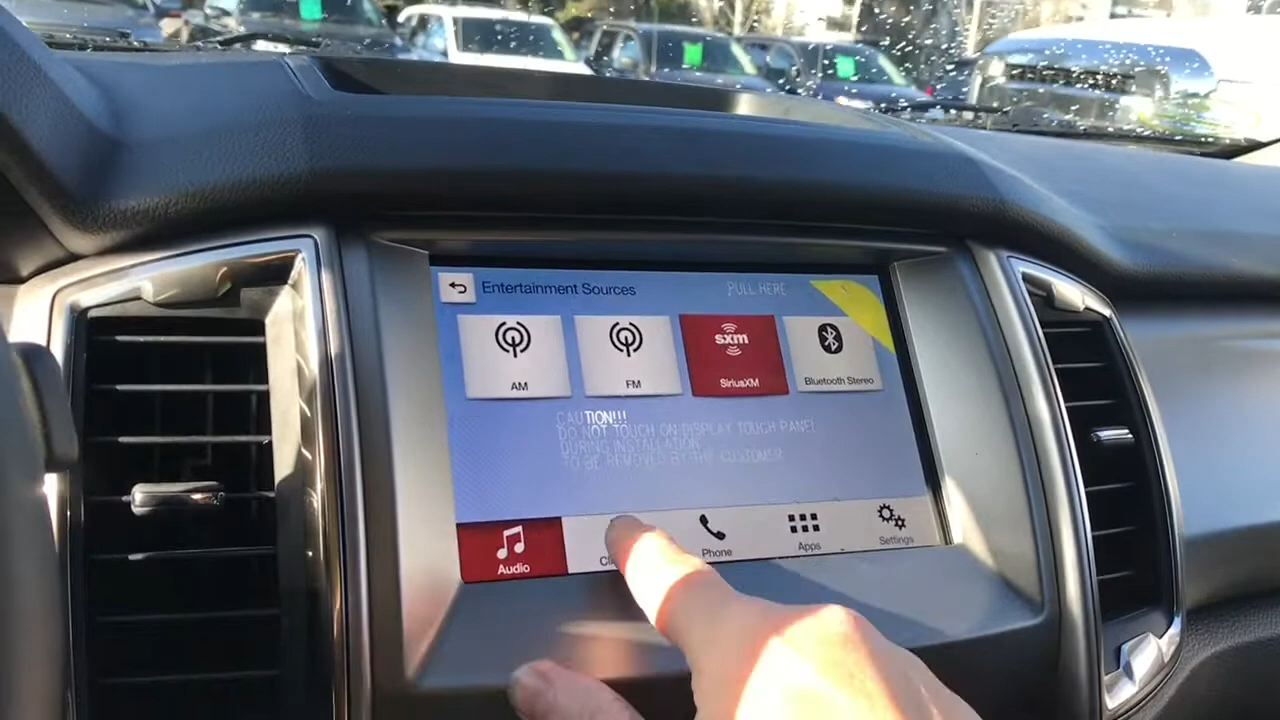 Entertainment Sources
PULL HERE
AM
FM
sxm
SiriusXM
Bluetooth Stereo
CAUTION!!!
DO NOT TOUCH ON DISPLAY TOUCH PANEL
DURING INSTALLATION
TO BE REMOVED BY THE CUSTOMER
Audio
Phone
Apps
Settings